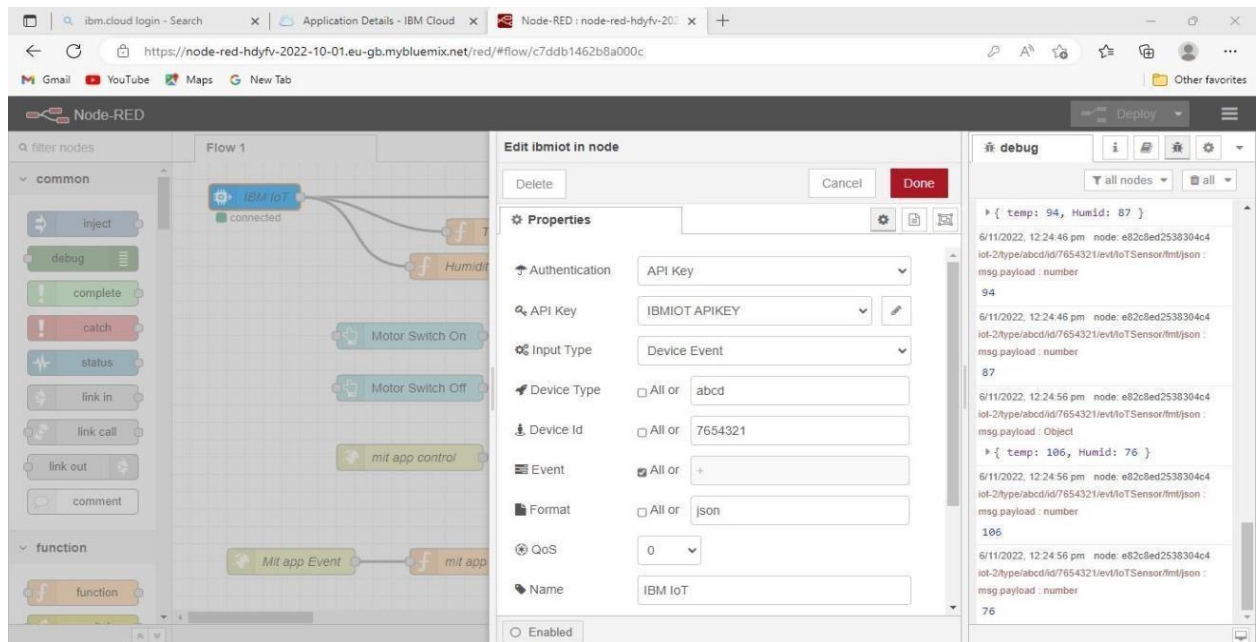 ibm.cloud login - Search
Application Details - IBM Cloud
Node-RED : node-red-hdyfv-202
https://node-red-hdyfv-2022-10-01.eu-gb.mybluemix.net/red/#flow/c7ddb1462b8a000c
Gmail YouTube Maps New Tab
Other favorites
Node-RED
Deploy
filter nodes
common
inject
debug
complete
catch
status
link in
link call
link out
comment
function
function
Flow 1
IBM IoT
connected
T
Humidit
Motor Switch On
Motor Switch Off
mit app control
Mit app Event
mit app
Edit ibmiot in node
Delete Cancel Done
Properties
Authentication API Key
API Key IBMIOT APIKEY
Input Type Device Event
Device Type All or abcd
Device Id All or 7654321
Event All or +
Format All or json
QoS 0
Name IBM IoT
Enabled
debug
all nodes all
{ temp: 94, Humid: 87 }
6/11/2022, 12:24:46 pm node: e82c8ed2538304c4
iot-2/type/abcd/id/7654321/evt/IoTSensor/fmt/json :
msg.payload : number
94
6/11/2022, 12:24:46 pm node: e82c8ed2538304c4
iot-2/type/abcd/id/7654321/evt/IoTSensor/fmt/json :
msg.payload : number
87
6/11/2022, 12:24:56 pm node: e82c8ed2538304c4
iot-2/type/abcd/id/7654321/evt/IoTSensor/fmt/json :
msg.payload : Object
{ temp: 106, Humid: 76 }
6/11/2022, 12:24:56 pm node: e82c8ed2538304c4
iot-2/type/abcd/id/7654321/evt/IoTSensor/fmt/json :
msg.payload : number
106
6/11/2022, 12:24:56 pm node: e82c8ed2538304c4
iot-2/type/abcd/id/7654321/evt/IoTSensor/fmt/json :
msg.payload : number
76